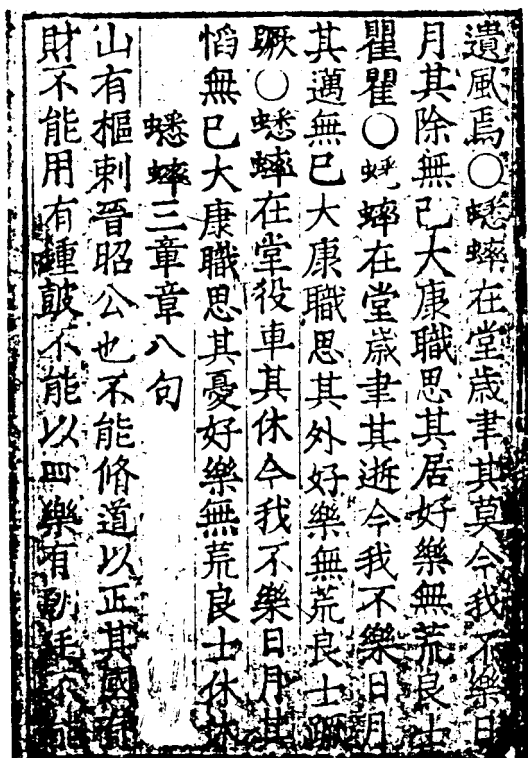 遺風焉○蟋蟀在堂歲聿其莫今我不樂日
月其除無已大康職思其居好樂無荒良士
瞿瞿○蟋蟀在堂歲聿其逝今我不樂日月
其邁無已大康職思其外好樂無荒良士蹶
蹶○蟋蟀在堂役車其休今我不樂日月其
慆無已大康職思其憂好樂無荒良士休休
蟋蟀三章章八句
山有樞刺晉昭公也不能脩道以正其國有
財不能用有鍾鼓不能以自樂有朝廷不能